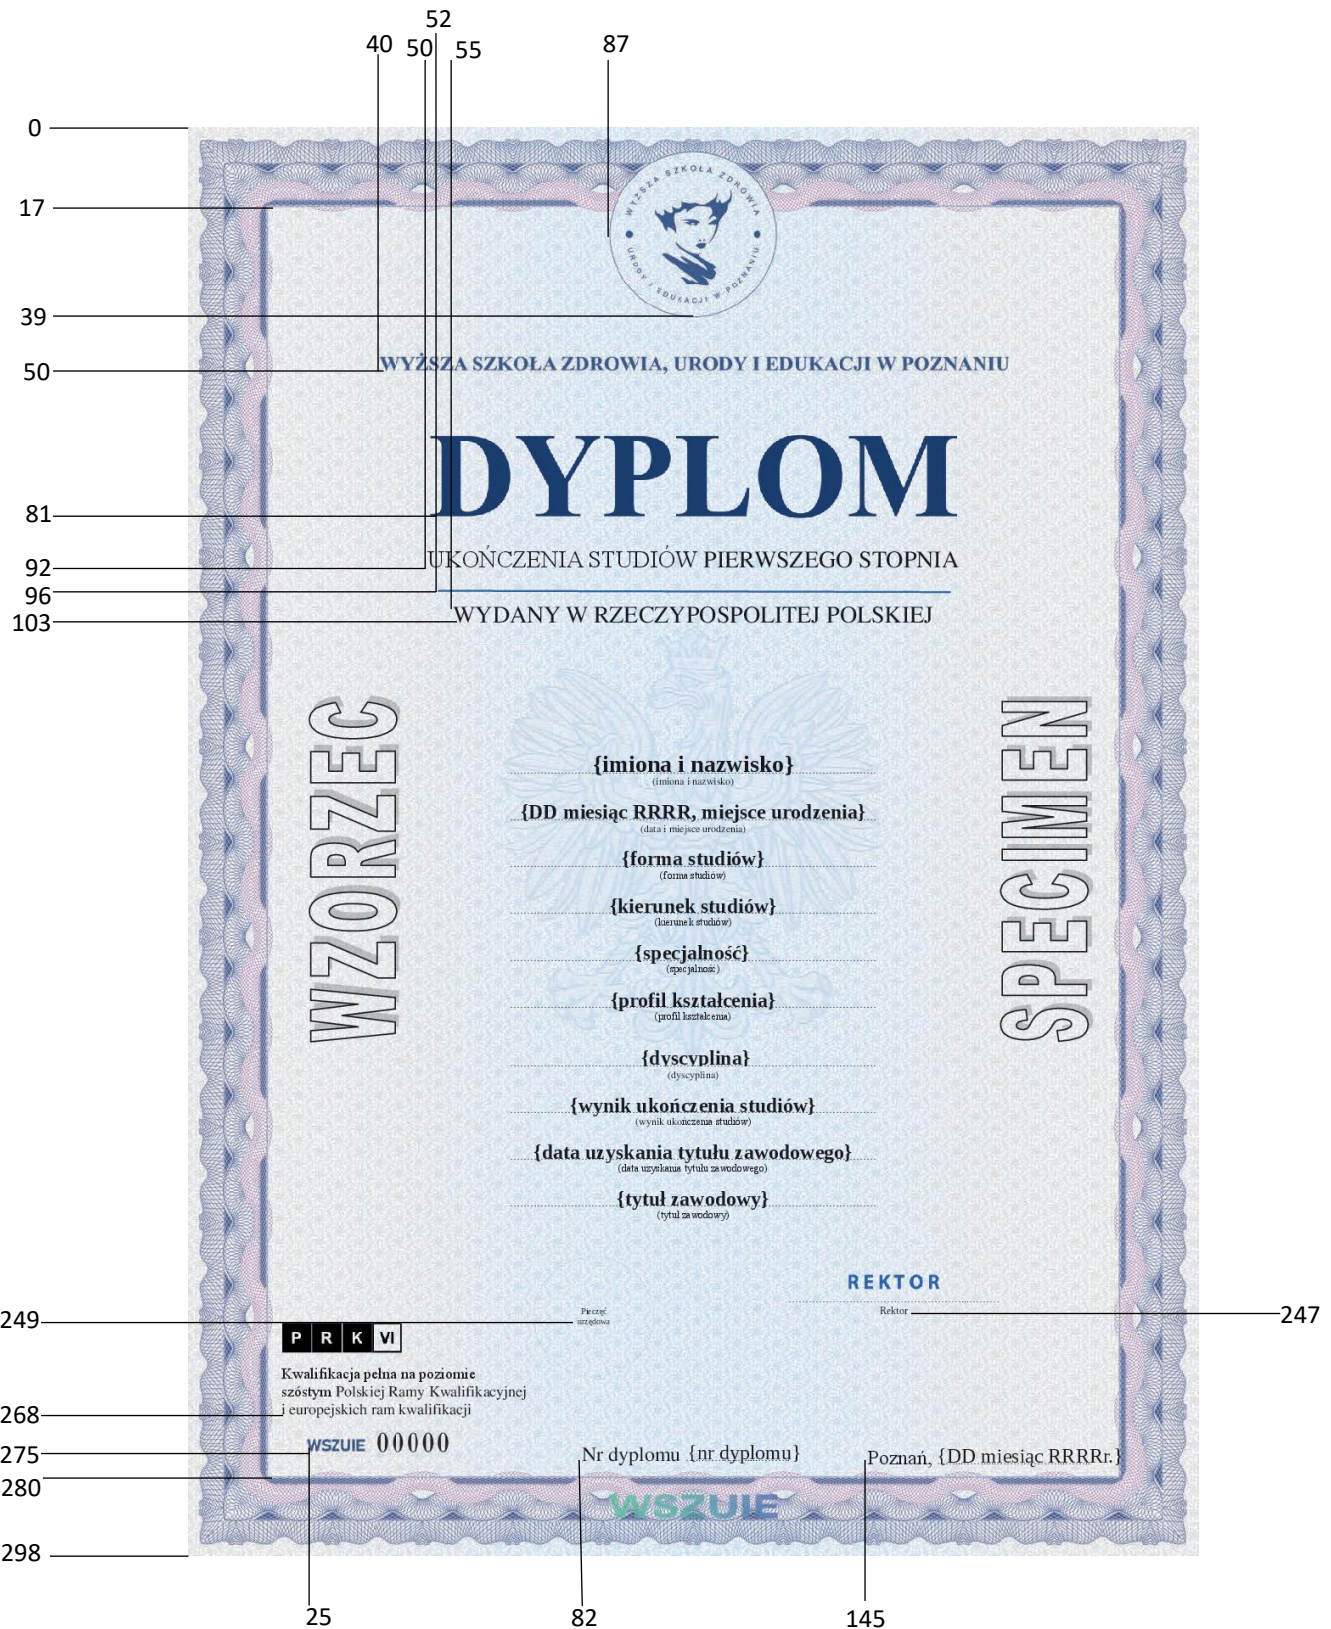 52
40 50 55 87
0
WYŻSZA SZKOŁA ZDROWIA
URODY I EDUKACJI W POZNANIU
17
39
WYŻSZA SZKOŁA ZDROWIA, URODY I EDUKACJI W POZNANIU
50
DYPLOM
81
UKOŃCZENIA STUDIÓW PIERWSZEGO STOPNIA
92
96
WYDANY W RZECZYPOSPOLITEJ POLSKIEJ
103
WZORZEC
SPECIMEN
{imiona i nazwisko}
(imiona i nazwisko)
{DD miesiąc RRRR, miejsce urodzenia}
(data i miejsce urodzenia)
{forma studiów}
(forma studiów)
{kierunek studiów}
(kierunek studiów)
{specjalność}
(specjalność)
{profil kształcenia}
(profil kształcenia)
{dyscyplina}
(dyscyplina)
{wynik ukończenia studiów}
(wynik ukończenia studiów)
{data uzyskania tytułu zawodowego}
(data uzyskania tytułu zawodowego)
{tytuł zawodowy}
(tytuł zawodowy)
REKTOR
Rektor
247
Pieczęć
urzędowa
249
P R K VI
Kwalifikacja pełna na poziomie
szóstym Polskiej Ramy Kwalifikacyjnej
i europejskich ram kwalifikacji
268
WSZUIE 00000
275
Nr dyplomu {nr dyplomu}
Poznań, {DD miesiąc RRRRr.}
280
WSZUIE
298
25 82 145